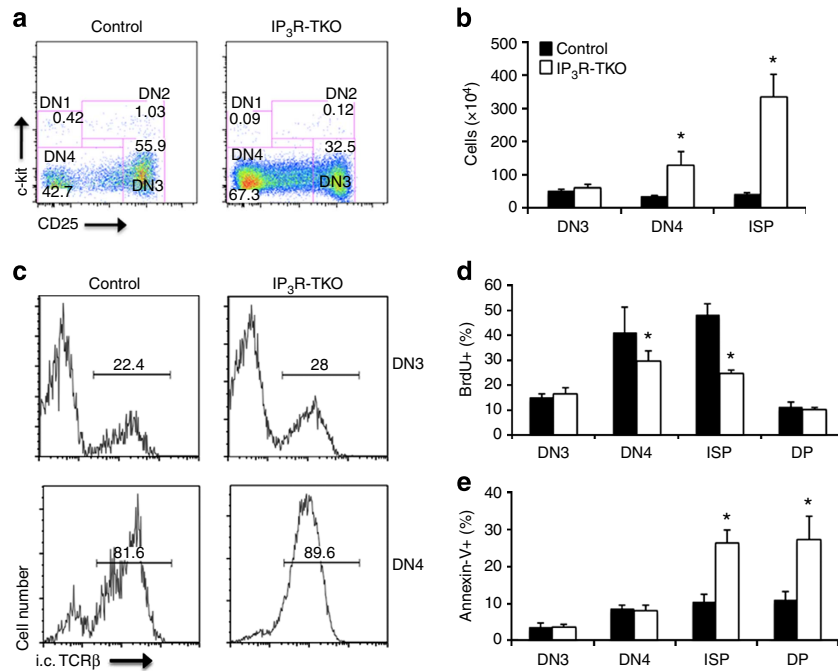 a
Control
IP3R-TKO
DN1
0.42
DN2
1.03
55.9
DN4
42.7
DN3
DN1
0.09
DN2
0.12
32.5
DN4
67.3
DN3
c-kit
CD25
b
Control
IP3R-TKO
Cells (×10⁴)
500
400
300
200
100
0
*
*
DN3
DN4
ISP
c
Control
IP3R-TKO
22.4
28
DN3
81.6
89.6
DN4
Cell number
i.c. TCRβ
d
BrdU+ (%)
60
50
40
30
20
10
0
*
*
DN3
DN4
ISP
DP
e
Annexin-V+ (%)
40
30
20
10
0
*
*
DN3
DN4
ISP
DP